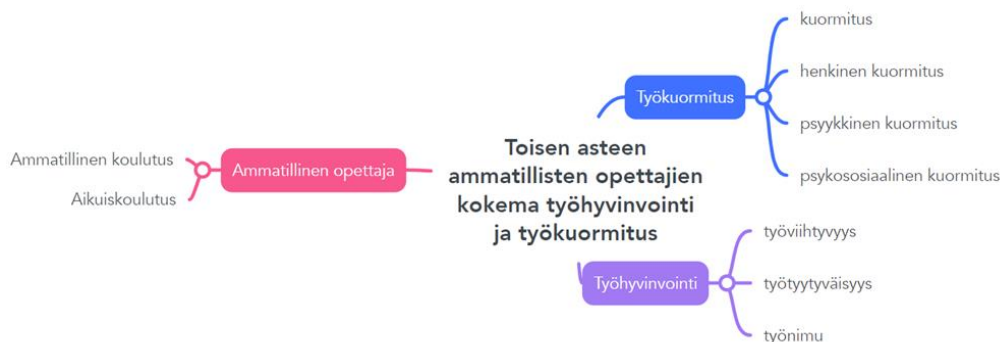 Ammatillinen koulutus
Aikuiskoulutus
Ammatillinen opettaja
Toisen asteen
ammatillisten opettajien
kokema työhyvinvointi
ja työkuormitus
Työkuormitus
kuormitus
henkinen kuormitus
psyykkinen kuormitus
psykososiaalinen kuormitus
Työhyvinvointi
työviihtyvyys
työtyytyväisyys
työnimu